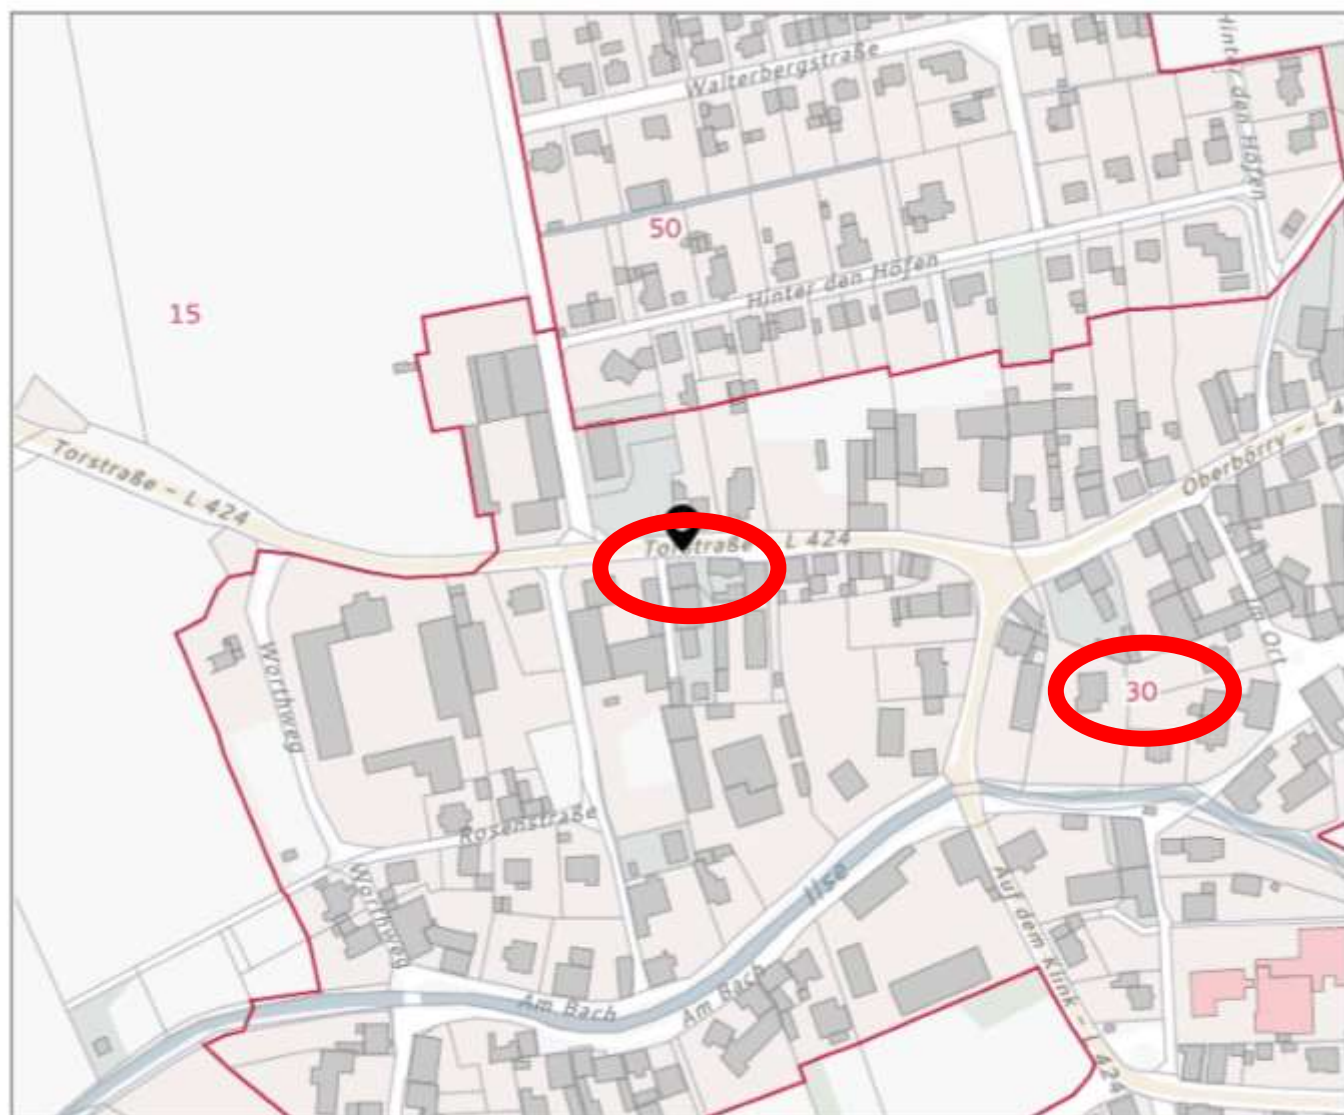 Hinter den Höfen
Walterbergstraße
50
Hinter den Höfen
15
Torstraße – L 424
Torstraße – L 424
Oberbörry – L 4
Im Ort
30
Worthweg
Rosenstraße
Worthweg
Ilse
Auf dem Klink – L 424
Am Bach
Am Bach